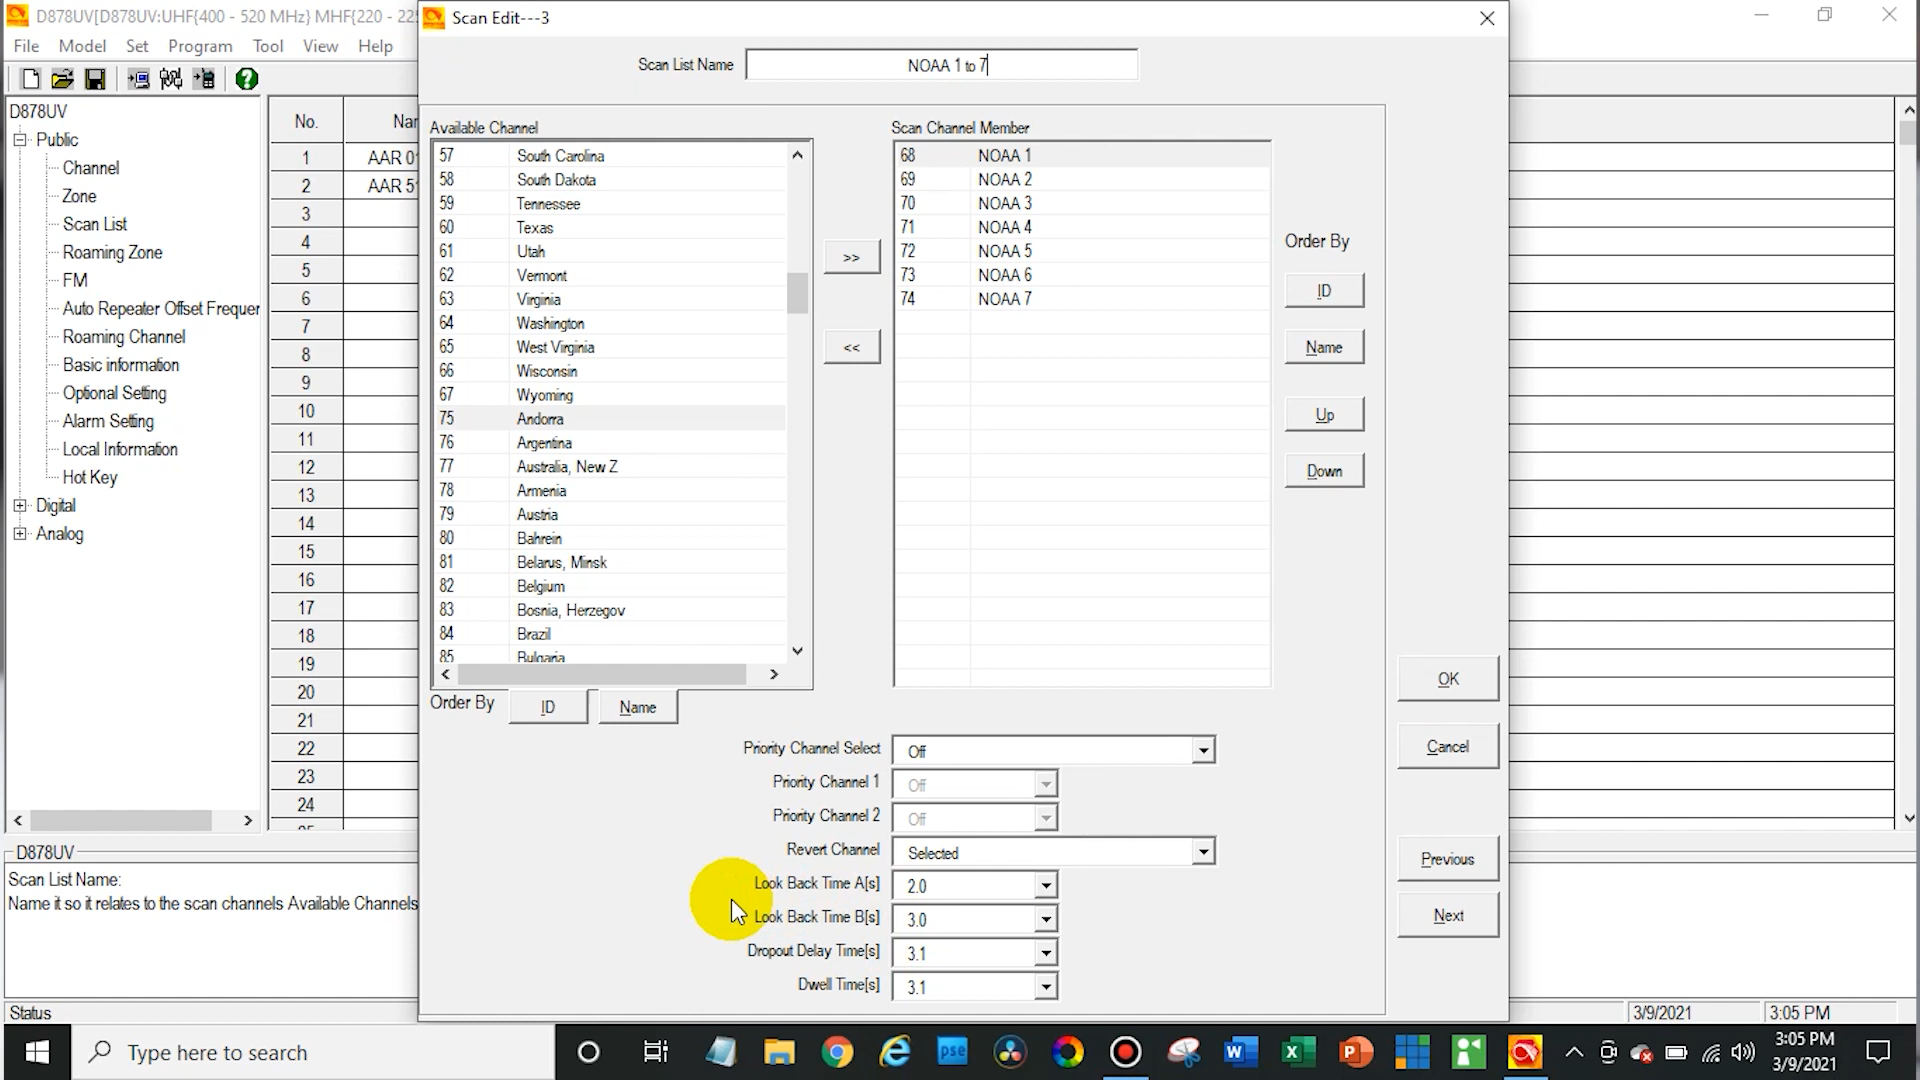 D878UV[D878UV:UHF{400 - 520 MHz} MHF{220 - 225
Scan Edit---3
File Model Set Program Tool View Help
Scan List Name NOAA 1 to 7
D878UV
Public
Channel
Zone
Scan List
Roaming Zone
FM
Auto Repeater Offset Frequer
Roaming Channel
Basic information
Optional Setting
Alarm Setting
Local Information
Hot Key
Digital
Analog
No. Nar
1 AAR 01
2 AAR 51
3
4
5
6
7
8
9
10
11
12
13
14
15
16
17
18
19
20
21
22
23
24
Available Channel
57 South Carolina
58 South Dakota
59 Tennessee
60 Texas
61 Utah
62 Vermont
63 Virginia
64 Washington
65 West Virginia
66 Wisconsin
67 Wyoming
75 Andorra
76 Argentina
77 Australia, New Z
78 Armenia
79 Austria
80 Bahrein
81 Belarus, Minsk
82 Belgium
83 Bosnia, Herzegov
84 Brazil
85 Bulgaria
Order By ID Name
>>
<<
Scan Channel Member
68 NOAA 1
69 NOAA 2
70 NOAA 3
71 NOAA 4
72 NOAA 5
73 NOAA 6
74 NOAA 7
Order By
ID
Name
Up
Down
Priority Channel Select Off
Priority Channel 1 Off
Priority Channel 2 Off
Revert Channel Selected
Look Back Time A[s] 2.0
Look Back Time B[s] 3.0
Dropout Delay Time[s] 3.1
Dwell Time[s] 3.1
OK
Cancel
Previous
Next
D878UV
Scan List Name:
Name it so it relates to the scan channels Available Channels
Status 3/9/2021 3:05 PM
Type here to search
pse
3:05 PM
3/9/2021